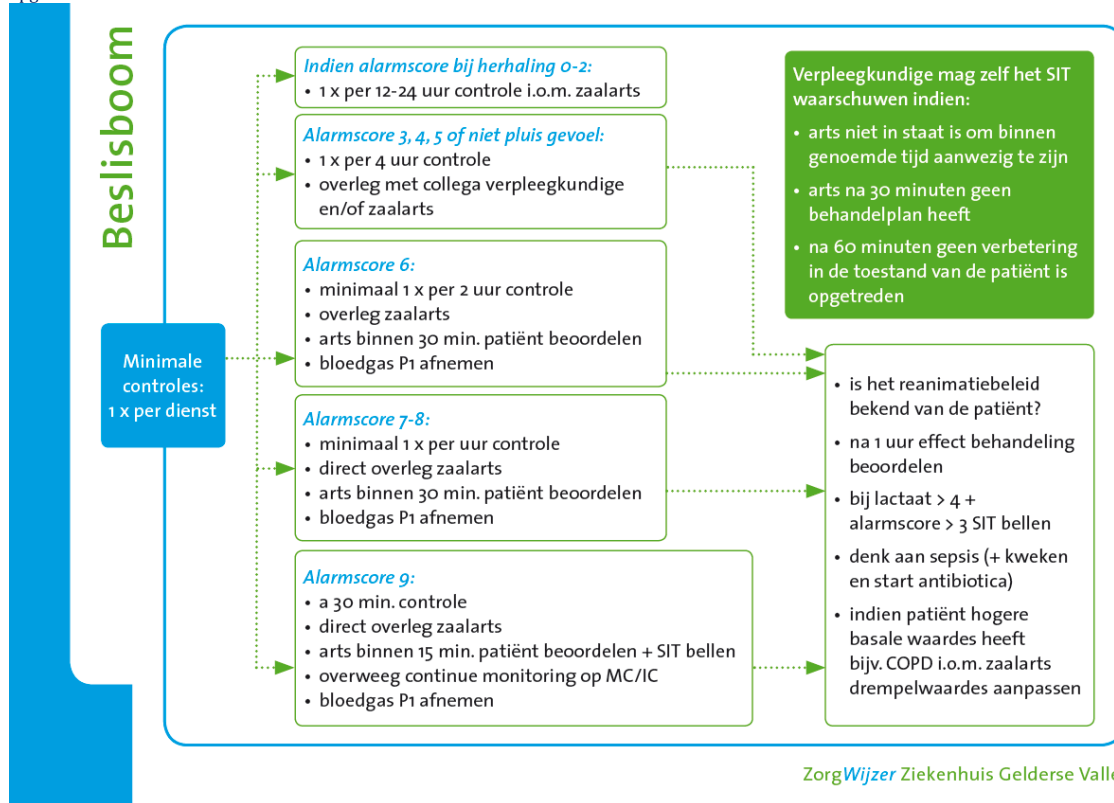 Beslisboom
Minimale
controles:
1 x per dienst
Indien alarmscore bij herhaling 0-2:
• 1 x per 12-24 uur controle i.o.m. zaalarts
Alarmscore 3, 4, 5 of niet pluis gevoel:
• 1 x per 4 uur controle
• overleg met collega verpleegkundige
en/of zaalarts
Alarmscore 6:
• minimaal 1 x per 2 uur controle
• overleg zaalarts
• arts binnen 30 min. patiënt beoordelen
• bloedgas P1 afnemen
Alarmscore 7-8:
• minimaal 1 x per uur controle
• direct overleg zaalarts
• arts binnen 30 min. patiënt beoordelen
• bloedgas P1 afnemen
Alarmscore 9:
• a 30 min. controle
• direct overleg zaalarts
• arts binnen 15 min. patiënt beoordelen + SIT bellen
• overweeg continue monitoring op MC/IC
• bloedgas P1 afnemen
Verpleegkundige mag zelf het SIT
waarschuwen indien:
• arts niet in staat is om binnen
genoemde tijd aanwezig te zijn
• arts na 30 minuten geen
behandelplan heeft
• na 60 minuten geen verbetering
in de toestand van de patiënt is
opgetreden
• is het reanimatiebeleid
bekend van de patiënt?
• na 1 uur effect behandeling
beoordelen
• bij lactaat > 4 +
alarmscore > 3 SIT bellen
• denk aan sepsis (+ kweken
en start antibiotica)
• indien patiënt hogere
basale waardes heeft
bijv. COPD i.o.m. zaalarts
drempelwaardes aanpassen
ZorgWijzer Ziekenhuis Gelderse Valle